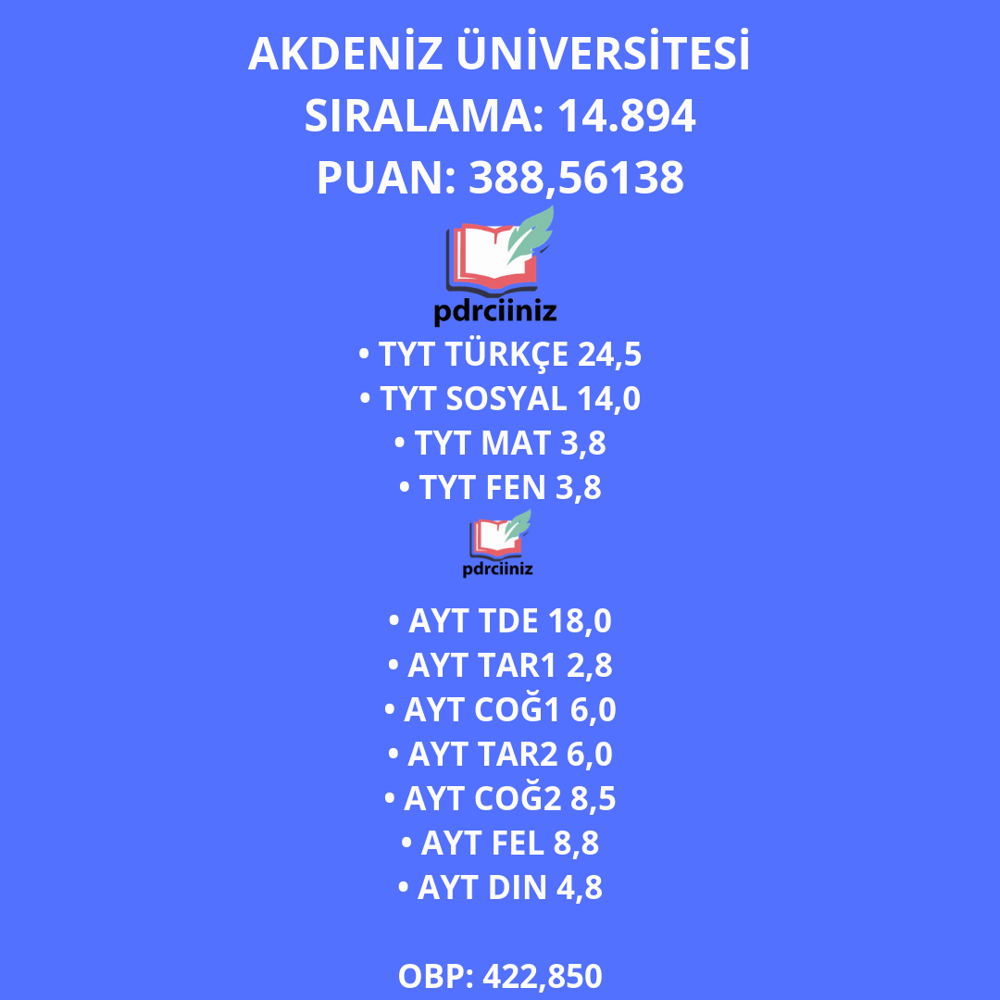 AKDENİZ ÜNİVERSİTESİ
SIRALAMA: 14.894
PUAN: 388,56138
pdrciiniz
• TYT TÜRKÇE 24,5
• TYT SOSYAL 14,0
• TYT MAT 3,8
• TYT FEN 3,8
pdrciiniz
• AYT TDE 18,0
• AYT TAR1 2,8
• AYT COĞ1 6,0
• AYT TAR2 6,0
• AYT COĞ2 8,5
• AYT FEL 8,8
• AYT DIN 4,8
OBP: 422,850